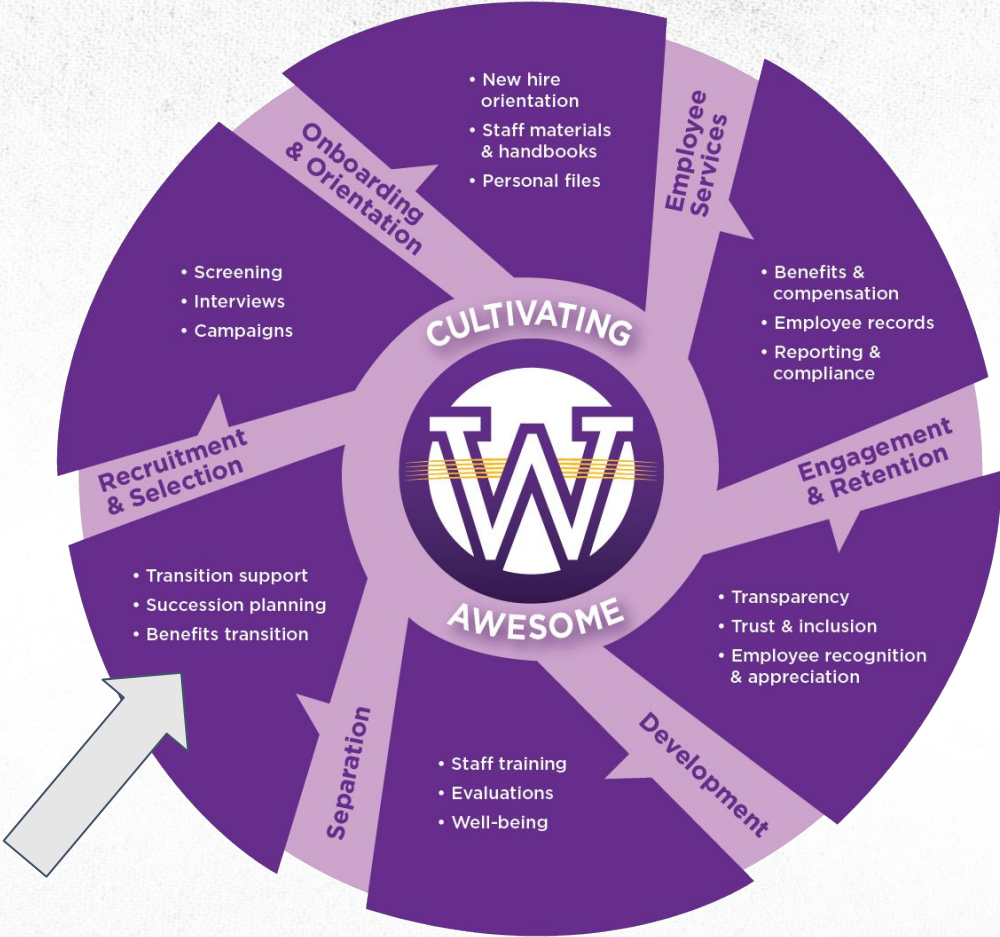 CULTIVATING
W
AWESOME
Onboarding
& Orientation
• New hire
orientation
• Staff materials
& handbooks
• Personal files
Employee
Services
• Benefits &
compensation
• Employee records
• Reporting &
compliance
Engagement
& Retention
• Transparency
• Trust & inclusion
• Employee recognition
& appreciation
Development
• Staff training
• Evaluations
• Well-being
Separation
• Transition support
• Succession planning
• Benefits transition
Recruitment
& Selection
• Screening
• Interviews
• Campaigns